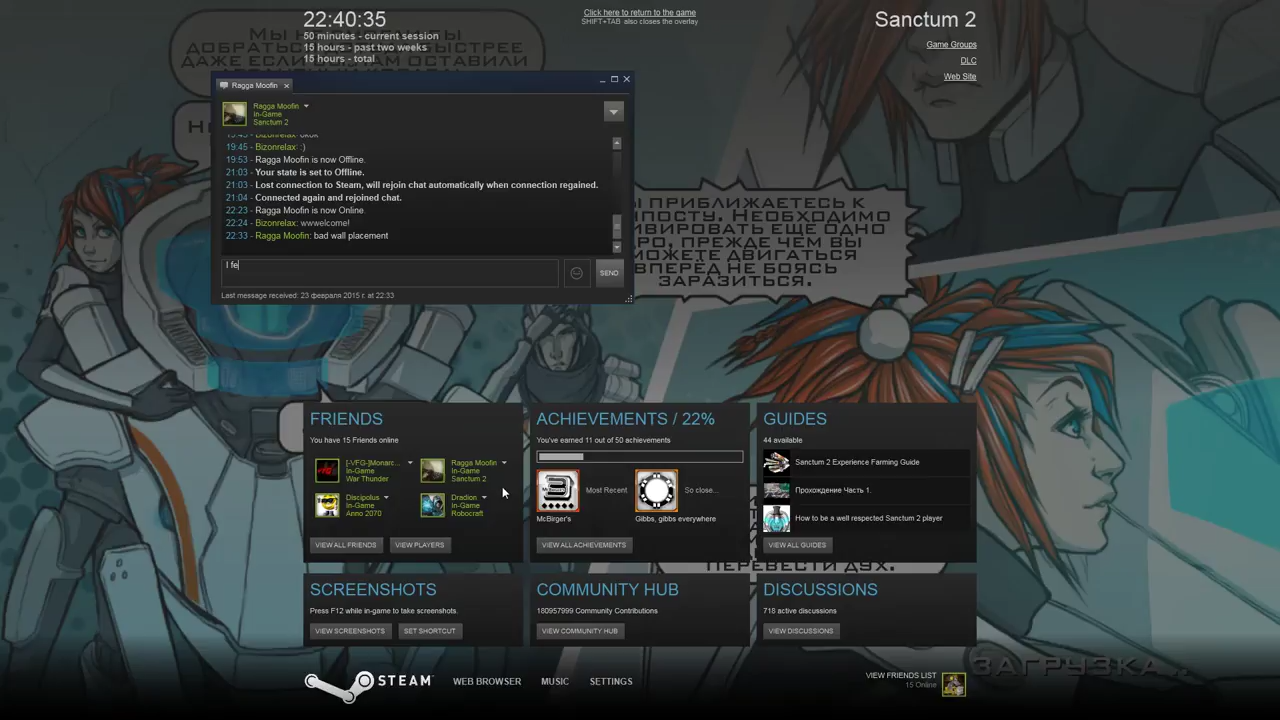 22:40:35
50 minutes - current session
15 hours - past two weeks
15 hours - total
Click here to return to the game
SHIFT+TAB also closes the overlay
Sanctum 2
Game Groups
DLC
Web Site
Ragga Moofin
Ragga Moofin
In-Game
Sanctum 2
19:45 - Bizonrelax: :)
19:53 - Ragga Moofin is now Offline.
21:03 - Your state is set to Offline.
21:03 - Lost connection to Steam, will rejoin chat automatically when connection regained.
21:04 - Connected again and rejoined chat.
22:23 - Ragga Moofin is now Online.
22:24 - Bizonrelax: wwwelcome!
22:33 - Ragga Moofin: bad wall placement
I fe
SEND
Last message received: 23 февраля 2015 г. at 22:33
приближаетесь к
Необходимо
ещё одно
прежде чем вы
можете двигаться
вперёд не боясь
заразиться.
FRIENDS
You have 15 Friends online
[-VFG-]Monarc...
In-Game
War Thunder
Ragga Moofin
In-Game
Sanctum 2
Discipolus
In-Game
Anno 2070
Dradion
In-Game
Robocraft
VIEW ALL FRIENDS
VIEW PLAYERS
ACHIEVEMENTS / 22%
You've earned 11 out of 50 achievements
Most Recent
So close...
McBirger's
Gibbs, gibbs everywhere
VIEW ALL ACHIEVEMENTS
GUIDES
44 available
Sanctum 2 Experience Farming Guide
Прохождение Часть 1.
How to be a well respected Sanctum 2 player
VIEW ALL GUIDES
перевести дух.
SCREENSHOTS
Press F12 while in-game to take screenshots.
VIEW SCREENSHOTS
SET SHORTCUT
COMMUNITY HUB
180957999 Community Contributions
VIEW COMMUNITY HUB
DISCUSSIONS
718 active discussions
VIEW DISCUSSIONS
ЗАГРУЗКА...
STEAM
WEB BROWSER
MUSIC
SETTINGS
VIEW FRIENDS LIST
15 Online